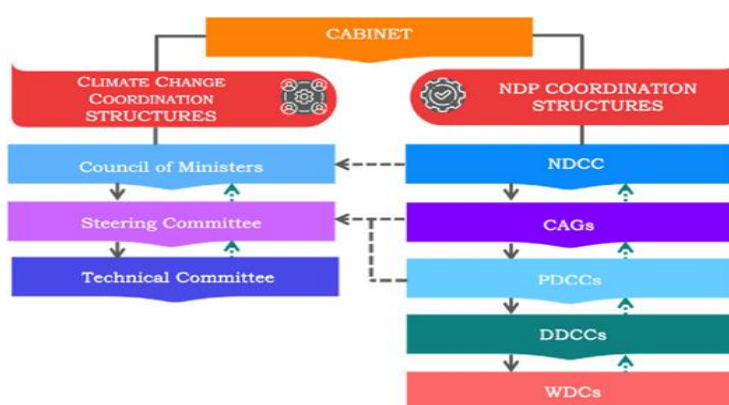 CABINET
CLIMATE CHANGE
COORDINATION
STRUCTURES
NDP COORDINATION
STRUCTURES
Council of Ministers
NDCC
Steering Committee
CAGs
Technical Committee
PDCCs
DDCCs
WDCs